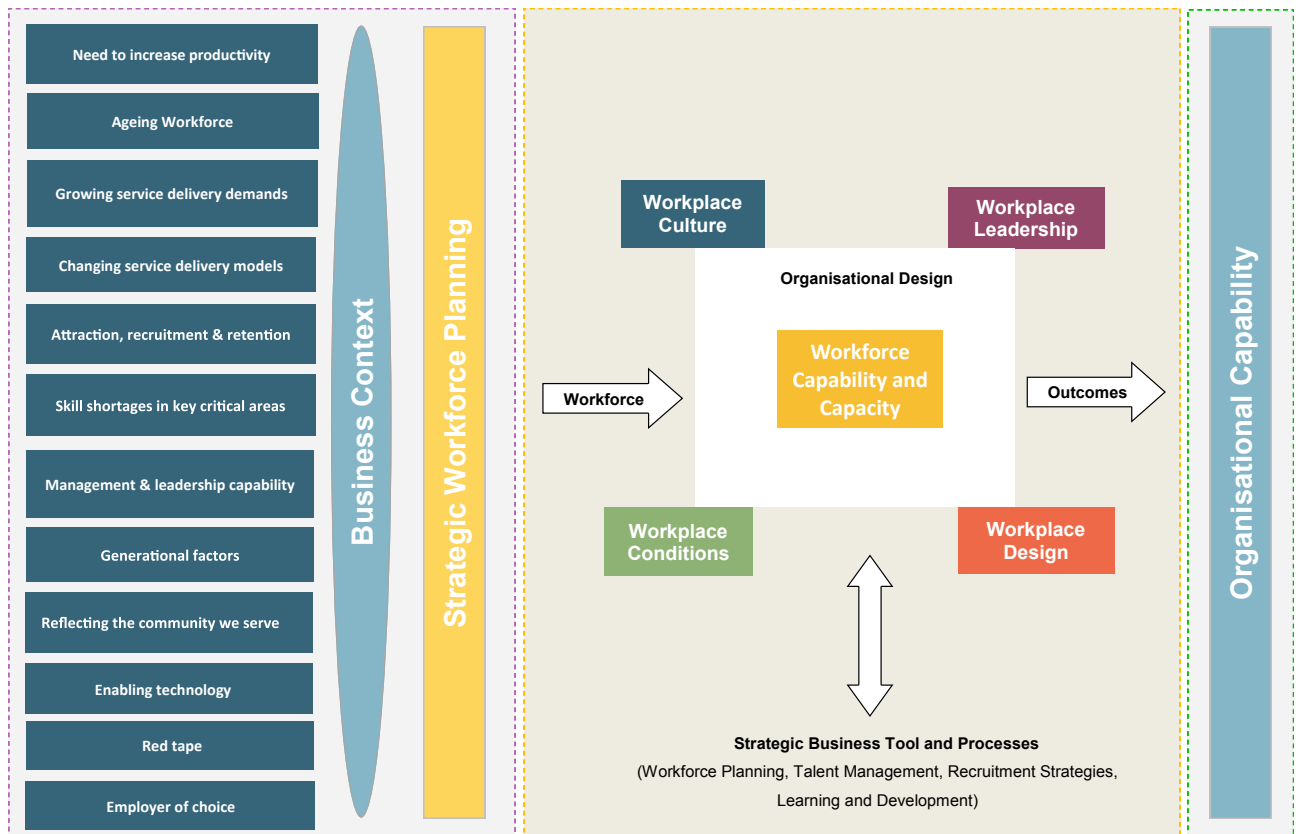 Need to increase productivity
Ageing Workforce
Growing service delivery demands
Changing service delivery models
Attraction, recruitment & retention
Skill shortages in key critical areas
Management & leadership capability
Generational factors
Reflecting the community we serve
Enabling technology
Red tape
Employer of choice
Business Context
Strategic Workforce Planning
Workplace
Culture
Workplace
Leadership
Organisational Design
Workforce
Workforce
Capability and
Capacity
Outcomes
Workplace
Conditions
Workplace
Design
Strategic Business Tool and Processes
(Workforce Planning, Talent Management, Recruitment Strategies,
Learning and Development)
Organisational Capability